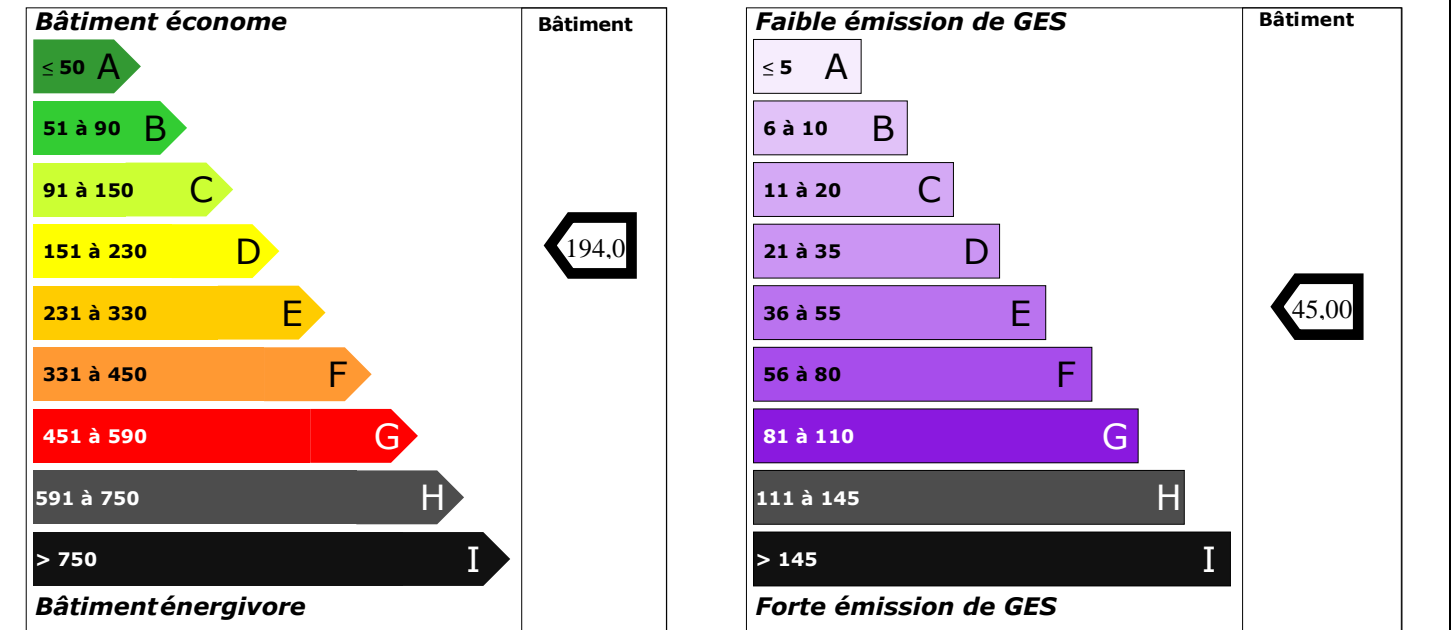 Bâtiment économe
Bâtiment
≤ 50 A
51 à 90 B
91 à 150 C
151 à 230 D
194,0
231 à 330 E
331 à 450 F
451 à 590 G
591 à 750 H
> 750 I
Bâtiment énergivore
Faible émission de GES
Bâtiment
≤ 5 A
6 à 10 B
11 à 20 C
21 à 35 D
36 à 55 E
45,00
56 à 80 F
81 à 110 G
111 à 145 H
> 145 I
Forte émission de GES